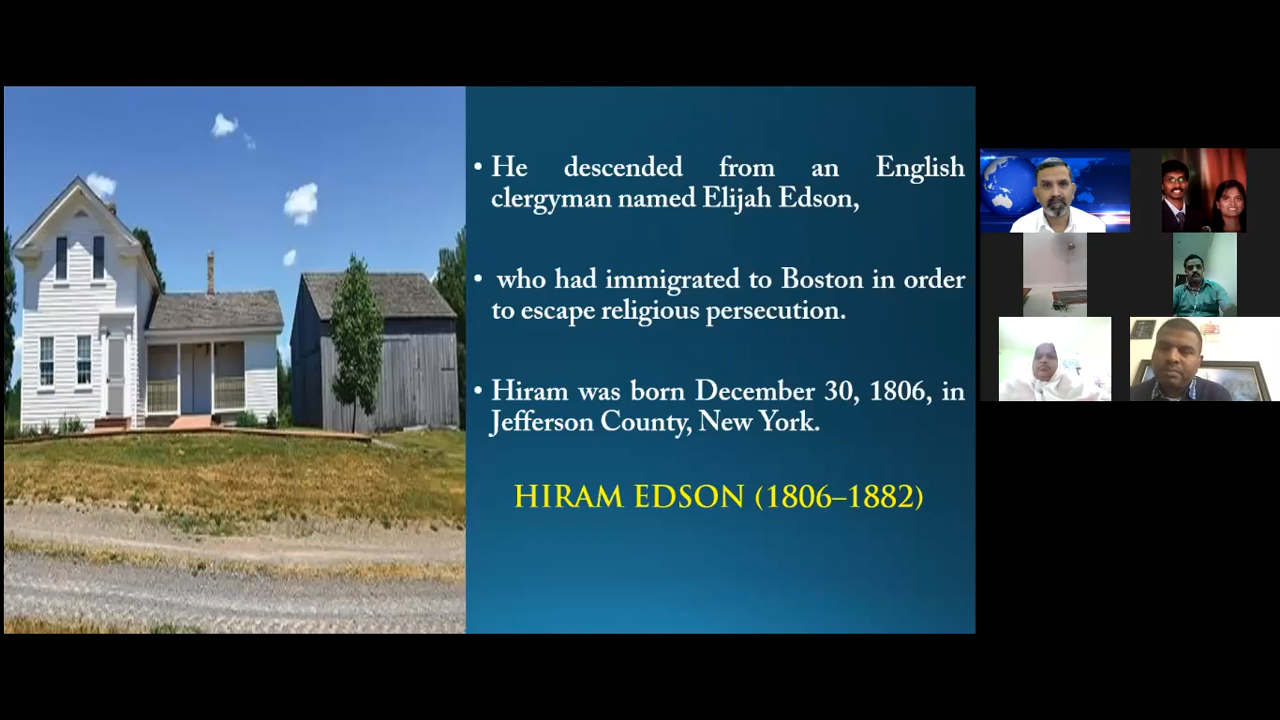 • He descended from an English
clergyman named Elijah Edson,
• who had immigrated to Boston in order
to escape religious persecution.
• Hiram was born December 30, 1806, in
Jefferson County, New York.
HIRAM EDSON (1806–1882)